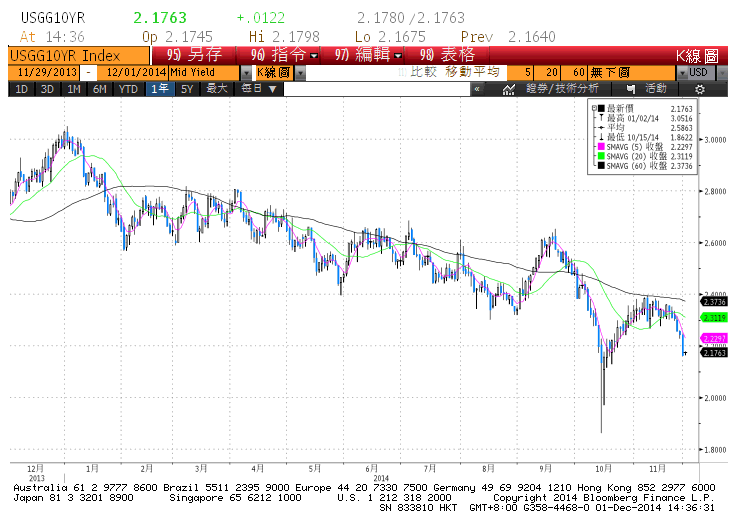 USGG10YR 2.1763 +.0122 2.1780/2.1763
At 14:36 Op 2.1745 Hi 2.1798 Lo 2.1675 Prev 2.1640
USGG10YR Index 95) 另存 96) 指令 97) 編輯 98) 表格 K線圖
11/29/2013 - 12/01/2014 Mid Yield K線圖 比較 移動平均 5 20 60 無下圖 USD
1D 3D 1M 6M YTD 1年 5Y 最大 每日 « 證券/技術分析 活動
最新價 2.1763
最高 01/02/14 3.0516
平均 2.5863
最低 10/15/14 1.8622
SMAVG (5) 收盤 2.2297
SMAVG (20) 收盤 2.3119
SMAVG (60) 收盤 2.3736
3.0000
2.8000
2.6000
2.4000
2.3736
2.3119
2.2297
2.2000
2.1763
2.0000
1.8000
12月 1月 2月 3月 4月 5月 6月 7月 8月 9月 10月 11月
2013 2014
Australia 61 2 9777 8600 Brazil 5511 2395 9000 Europe 44 20 7330 7500 Germany 49 69 9204 1210 Hong Kong 852 2977 6000
Japan 81 3 3201 8900 Singapore 65 6212 1000 U.S. 1 212 318 2000 Copyright 2014 Bloomberg Finance L.P.
SN 833810 HKT GMT+8:00 G358-4468-0 01-Dec-2014 14:36:31